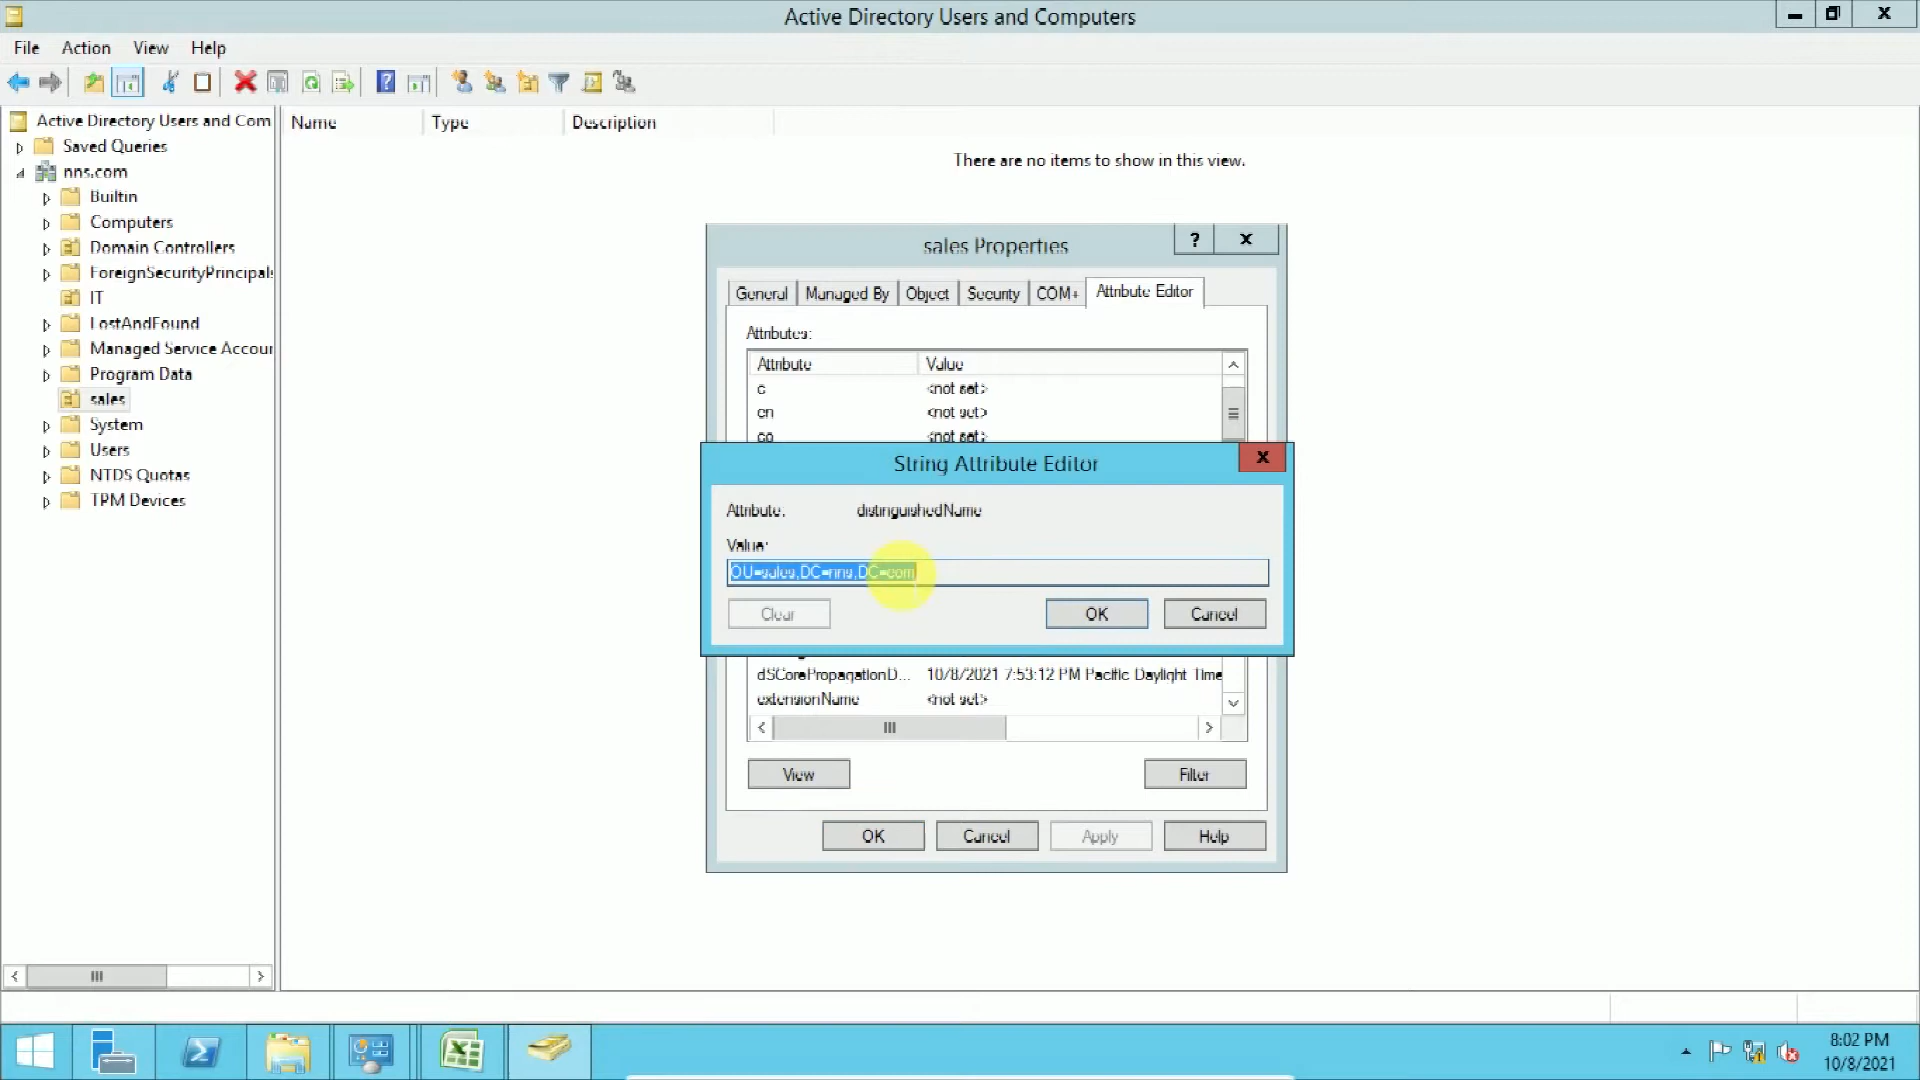 Active Directory Users and Computers
File Action View Help
Active Directory Users and Com
Saved Queries
nns.com
Builtin
Computers
Domain Controllers
ForeignSecurityPrincipals
IT
LostAndFound
Managed Service Accour
Program Data
sales
System
Users
NTDS Quotas
TPM Devices
Name Type Description
There are no items to show in this view.
sales Properties
General Managed By Object Security COM+ Attribute Editor
Attributes:
Attribute Value
c <not set>
cn <not set>
co <not set>
String Attribute Editor
Attribute: distinguishedName
Value:
OU=sales,DC=nns,DC=com
Clear OK Cancel
dSCorePropagationD... 10/8/2021 7:53:12 PM Pacific Daylight Time
extensionName <not set>
View Filter
OK Cancel Apply Help
8:02 PM
10/8/2021